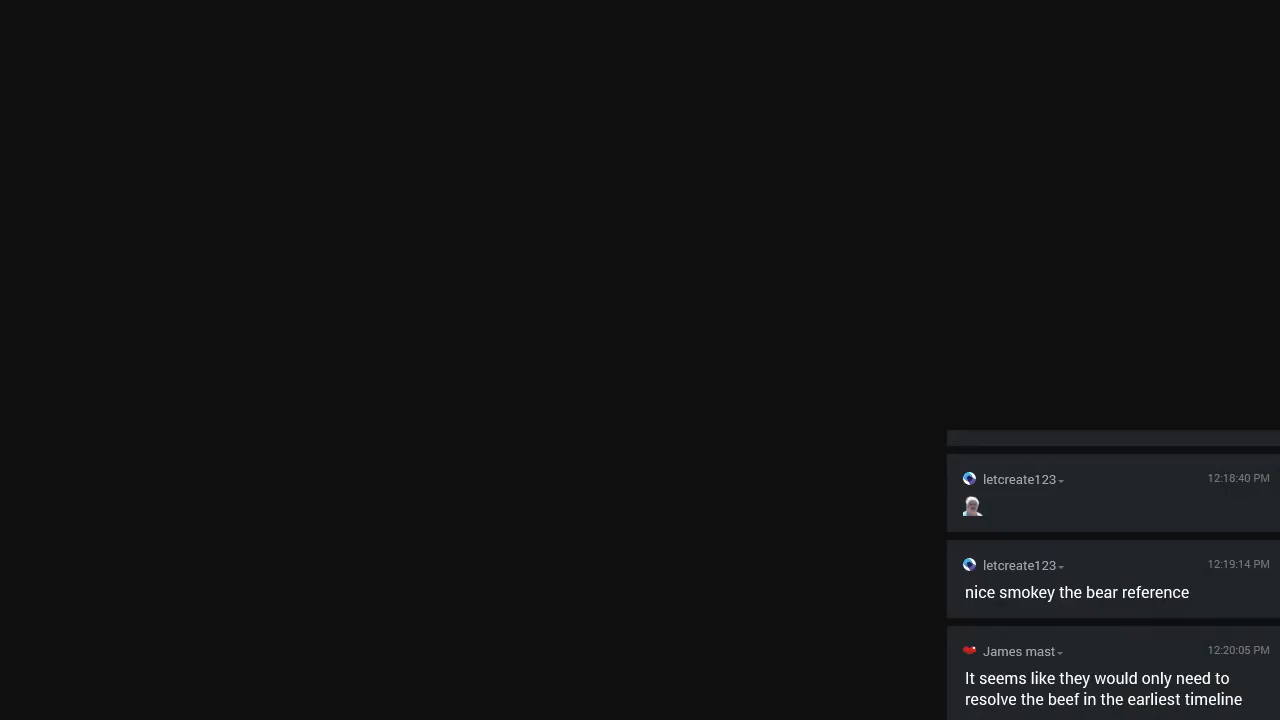 letcreate123
12:18:40 PM
letcreate123
12:19:14 PM
nice smokey the bear reference
James mast
12:20:05 PM
It seems like they would only need to
resolve the beef in the earliest timeline